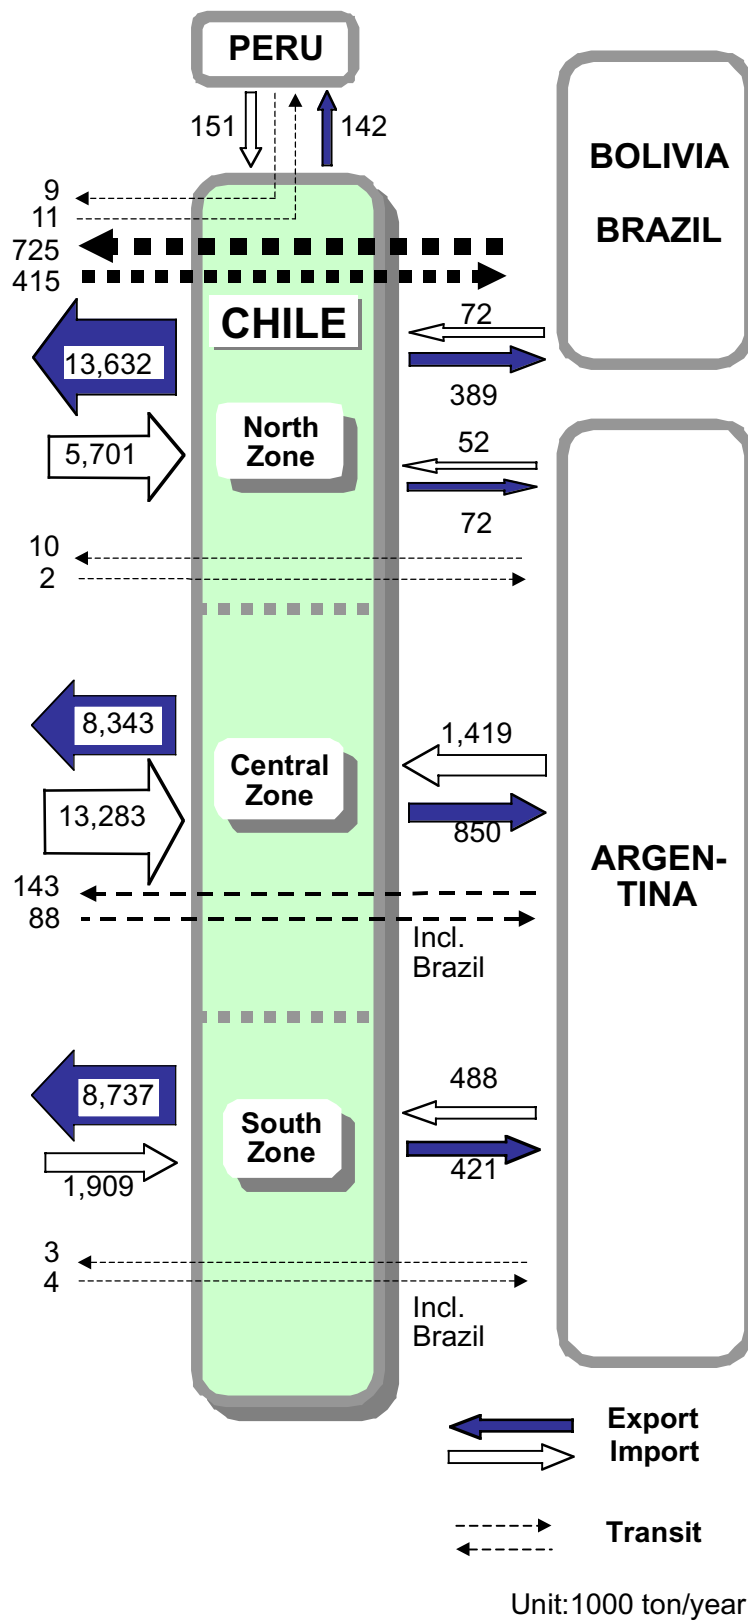 PERU
151
142
BOLIVIA
BRAZIL
9
11
725
415
CHILE
72
13,632
389
North
Zone
5,701
52
72
10
2
8,343
1,419
Central
Zone
13,283
850
ARGEN-
TINA
143
88
Incl.
Brazil
8,737
488
South
Zone
1,909
421
3
4
Incl.
Brazil
Export
Import
Transit
Unit:1000 ton/year